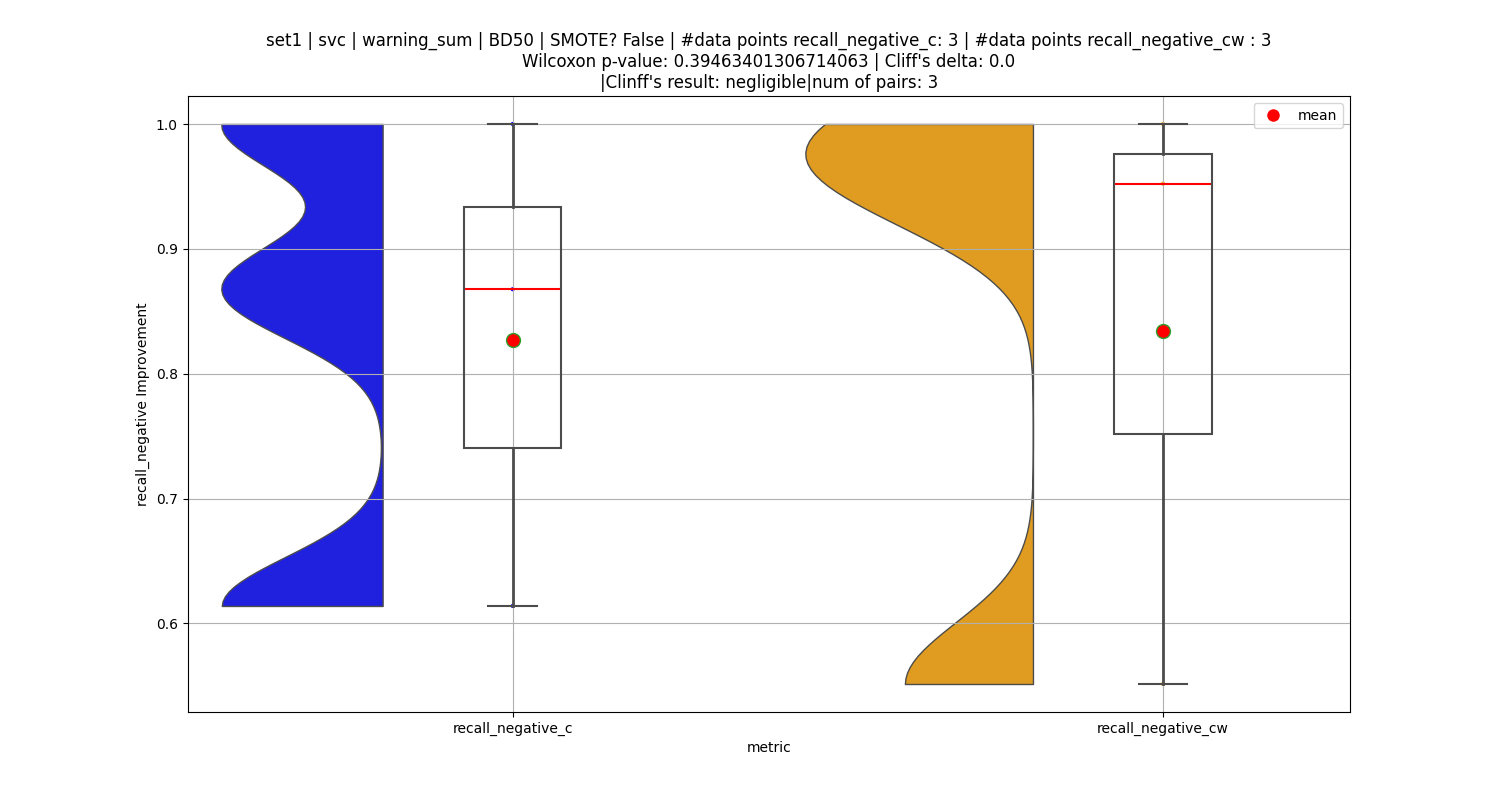 set1 | svc | warning_sum | BD50 | SMOTE? False | #data points recall_negative_c: 3 | #data points recall_negative_cw : 3
Wilcoxon p-value: 0.39463401306714063 | Cliff's delta: 0.0
|Clinff's result: negligible|num of pairs: 3
mean
1.0
0.9
0.8
0.7
0.6
recall_negative Improvement
recall_negative_c
recall_negative_cw
metric